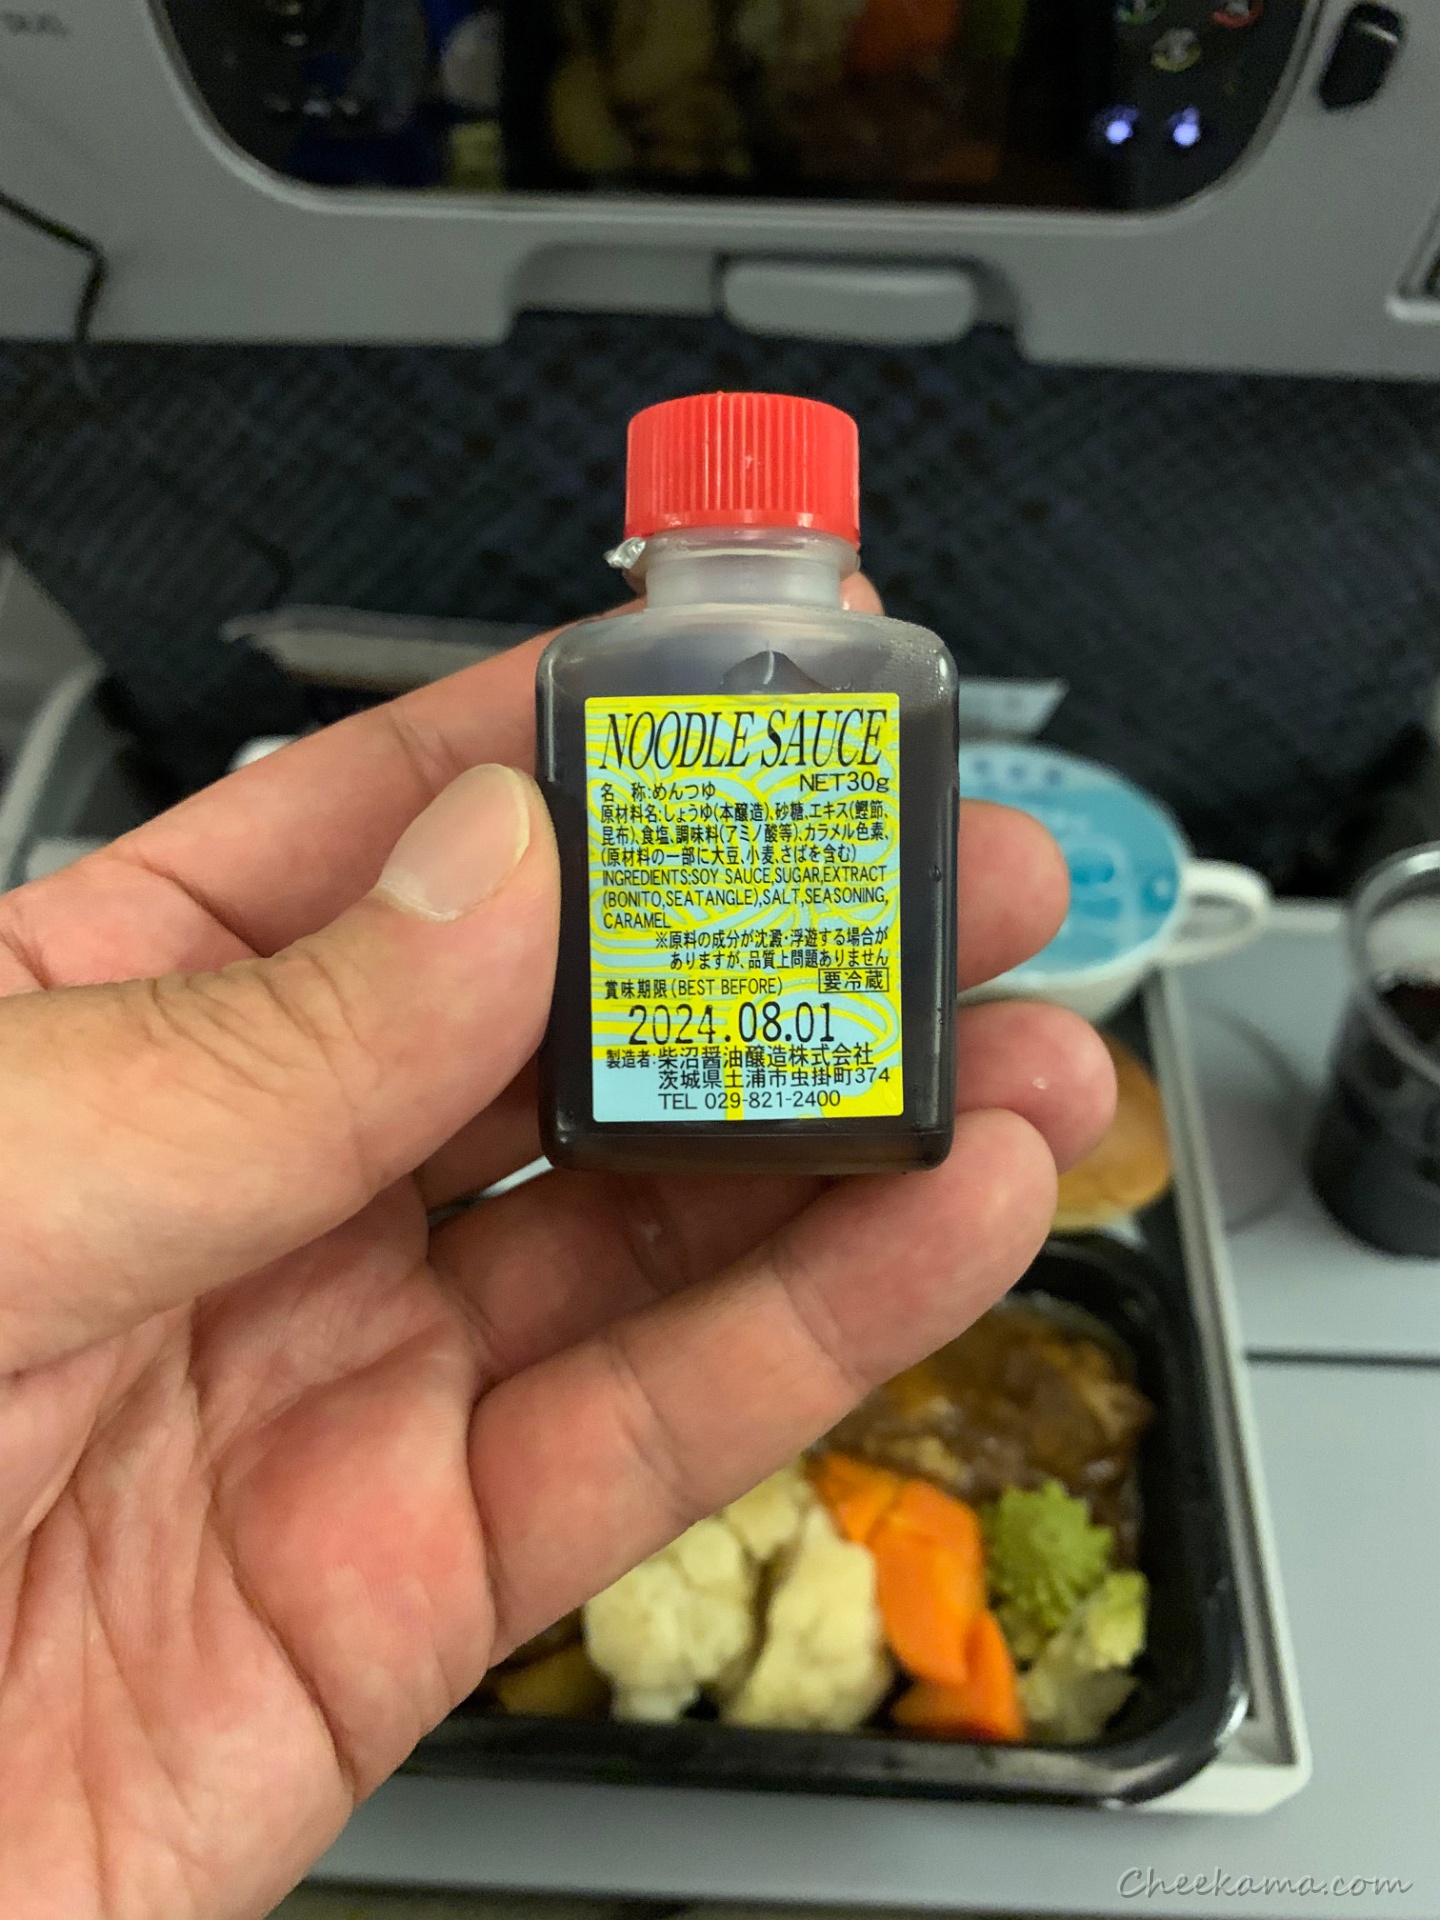 NOODLE SAUCE
NET30g
名 称:めんつゆ
原材料名:しょうゆ(本醸造)、砂糖、エキス(鰹節、
昆布)、食塩、調味料(アミノ酸等)、カラメル色素、
(原材料の一部に大豆、小麦、さばを含む)
INGREDIENTS:SOY SAUCE,SUGAR,EXTRACT
(BONITO,SEATANGLE),SALT,SEASONING,
CARAMEL
※原料の成分が沈澱・浮遊する場合が
ありますが、品質上問題ありません
賞味期限(BEST BEFORE) 要冷蔵
2024.08.01
製造者:柴沼醤油醸造株式会社
茨城県土浦市虫掛町374
TEL 029-821-2400
Cheekama.com